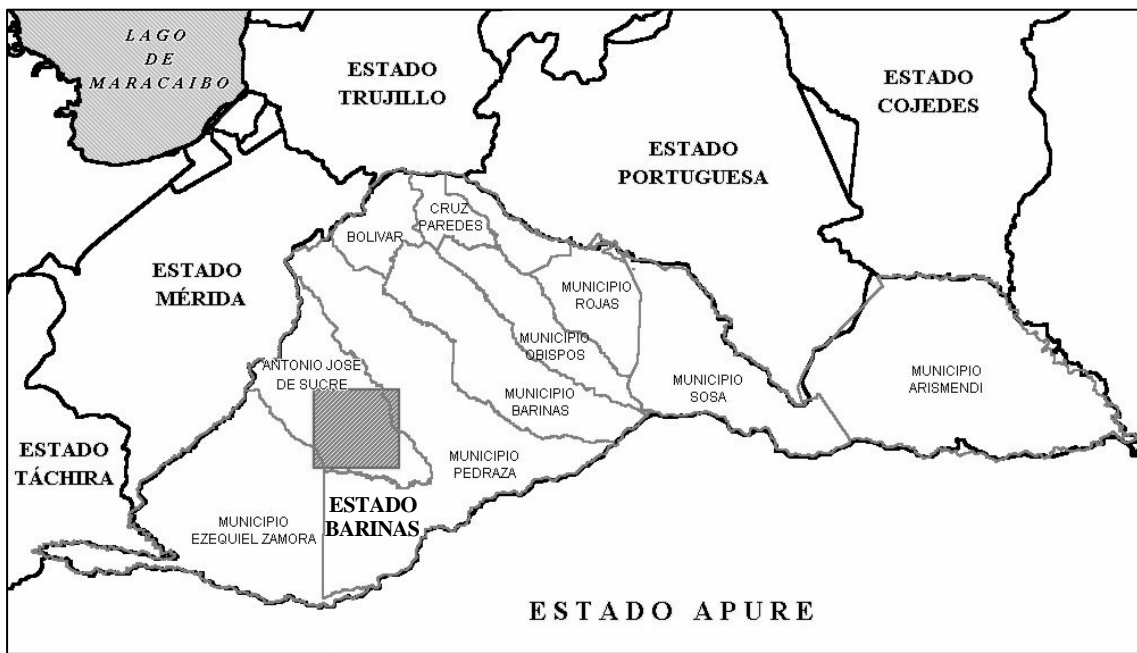 LAGO
DE
MARACAIBO
ESTADO
TRUJILLO
ESTADO
COJEDES
ESTADO
PORTUGUESA
CRUZ
PAREDES
BOLIVAR
ESTADO
MÉRIDA
MUNICIPIO
ROJAS
MUNICIPIO
OBISPOS
ANTONIO JOSE
DE SUCRE
MUNICIPIO
BARINAS
MUNICIPIO
SOSA
MUNICIPIO
ARISMENDI
ESTADO
TÁCHIRA
MUNICIPIO
PEDRAZA
ESTADO
BARINAS
MUNICIPIO
EZEQUIEL ZAMORA
ESTADO APURE